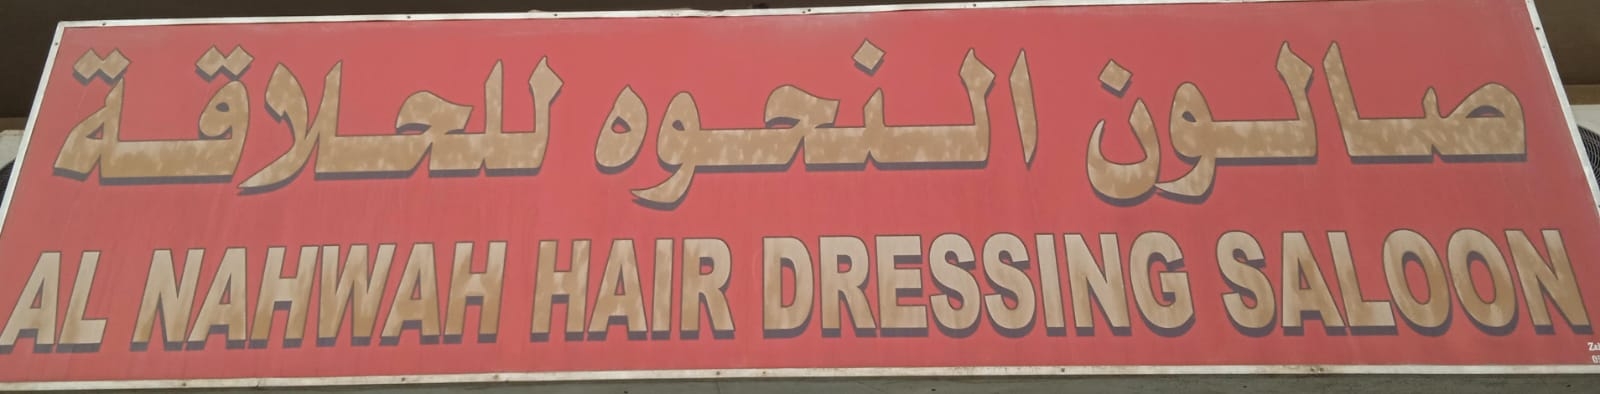 صالون النحوه للحلاقة
AL NAHWAH HAIR DRESSING SALOON